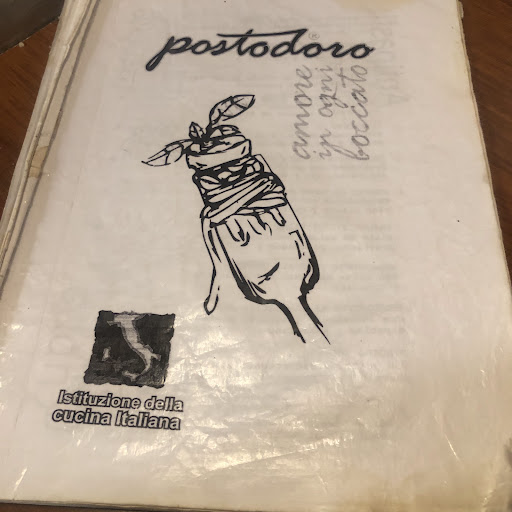 postodoro®
amore
in ogni
boccato
Istituzione della
cucina Italiana